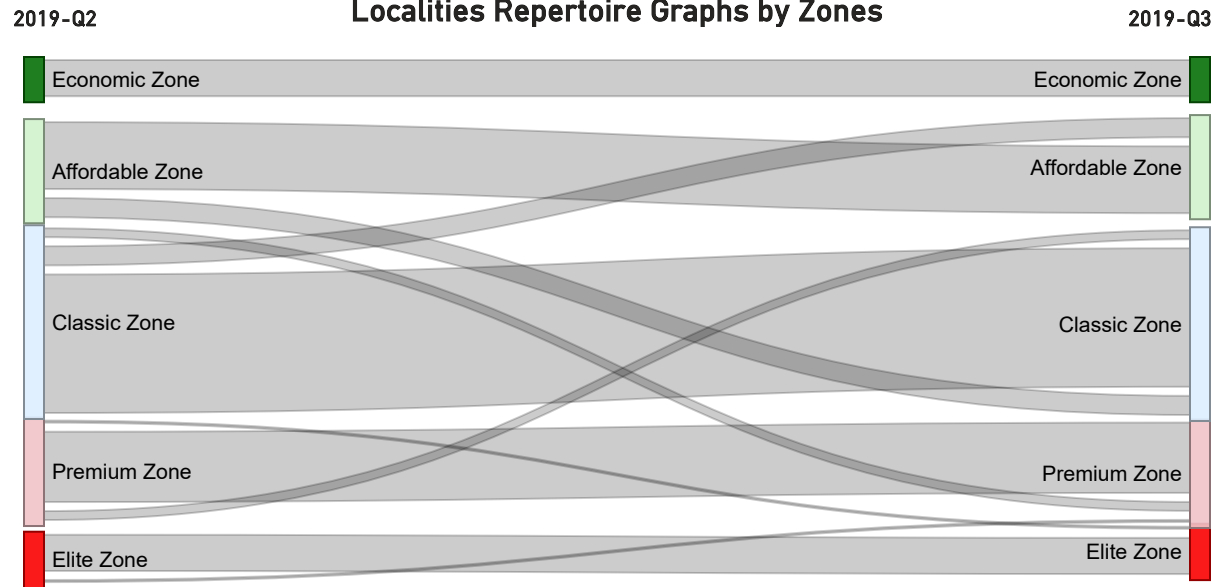 Localities Repertoire Graphs by Zones
2019-Q2
2019-Q3
Economic Zone
Economic Zone
Affordable Zone
Affordable Zone
Classic Zone
Classic Zone
Premium Zone
Premium Zone
Elite Zone
Elite Zone